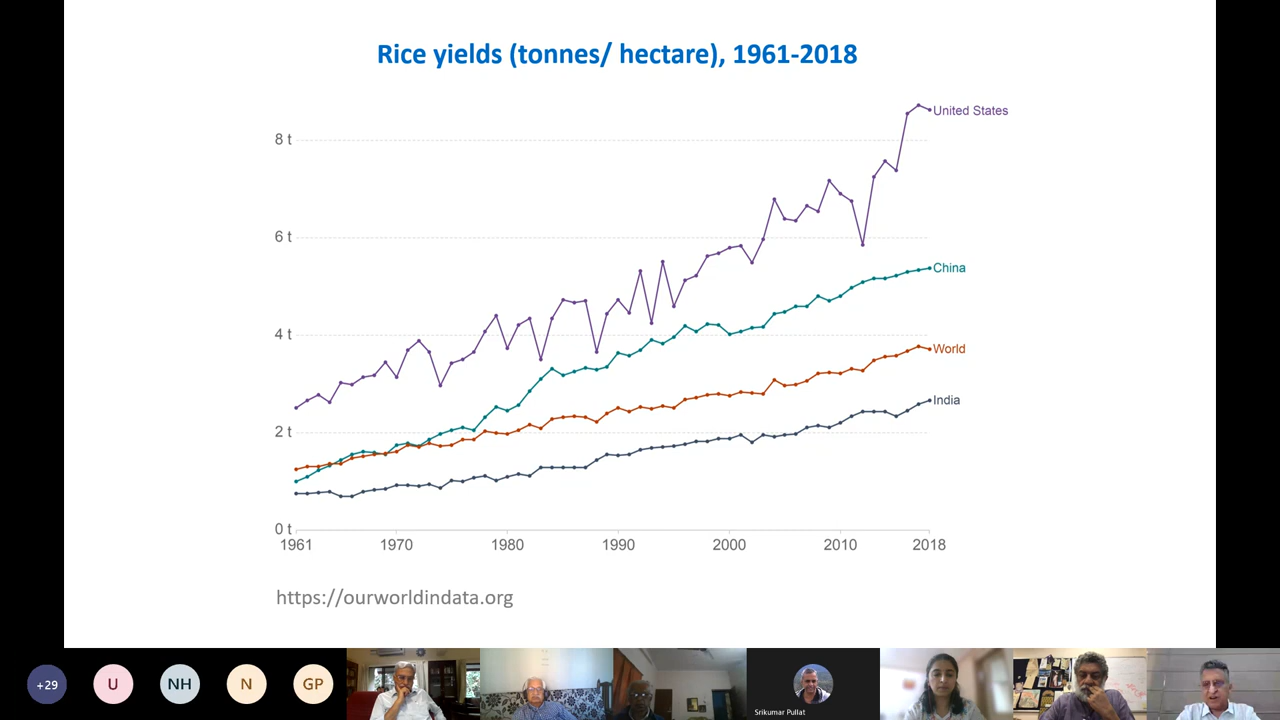 Rice yields (tonnes/ hectare), 1961-2018
United States
8 t
6 t
China
4 t
World
India
2 t
0 t
1961 1970 1980 1990 2000 2010 2018
https://ourworldindata.org
+29 U NH N GP
Srikumar Pullat